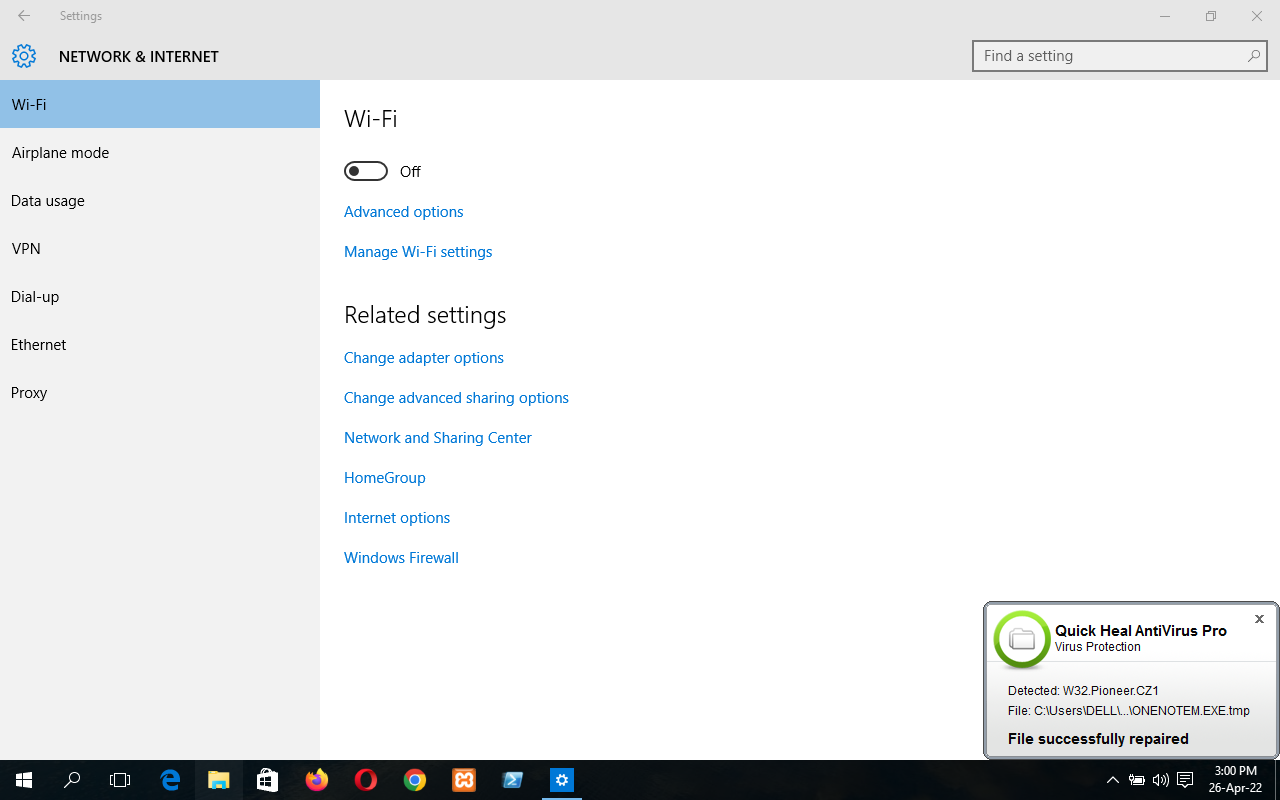 Settings
NETWORK & INTERNET
Find a setting
Wi-Fi
Airplane mode
Data usage
VPN
Dial-up
Ethernet
Proxy
Wi-Fi
Off
Advanced options
Manage Wi-Fi settings
Related settings
Change adapter options
Change advanced sharing options
Network and Sharing Center
HomeGroup
Internet options
Windows Firewall
Quick Heal AntiVirus Pro
Virus Protection
Detected: W32.Pioneer.CZ1
File: C:\Users\DELL\...\ONENOTEM.EXE.tmp
File successfully repaired
3:00 PM
26-Apr-22